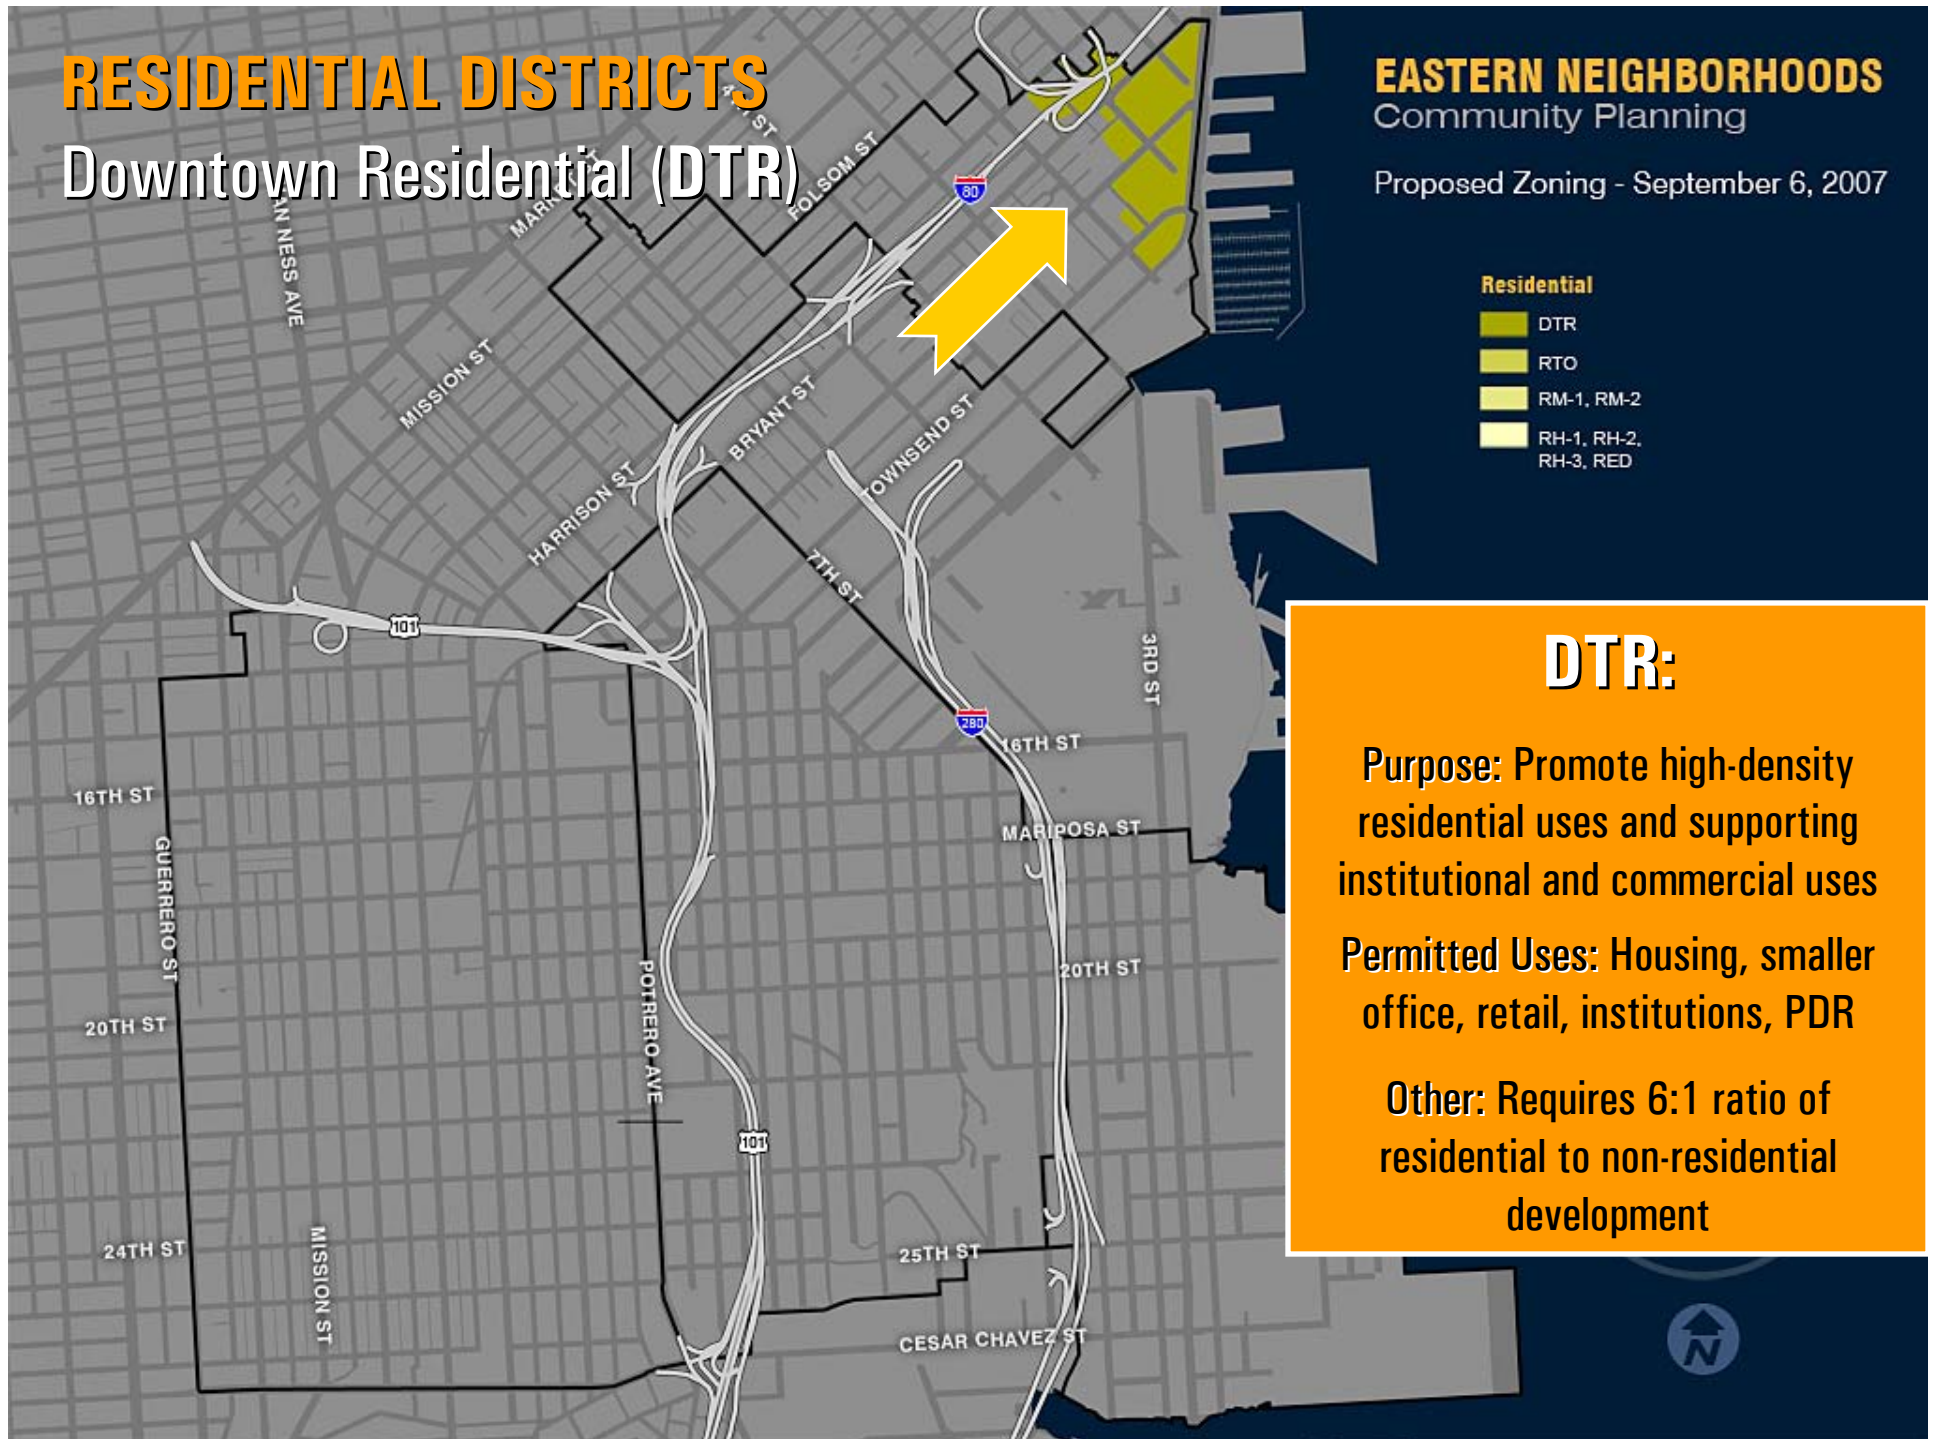 RESIDENTIAL DISTRICTS
Downtown Residential (DTR)
EASTERN NEIGHBORHOODS
Community Planning
Proposed Zoning - September 6, 2007
Residential
DTR
RTO
RM-1, RM-2
RH-1, RH-2,
RH-3, RED
4TH ST
FOLSOM ST
80
MISSION ST
BRYANT ST
TOWNSEND ST
HARRISON ST
7TH ST
101
3RD ST
280
16TH ST
16TH ST
MARIPOSA ST
GUERRERO ST
POTRERO AVE
20TH ST
20TH ST
101
24TH ST
MISSION ST
25TH ST
CESAR CHAVEZ ST
DTR:
Purpose: Promote high-density
residential uses and supporting
institutional and commercial uses
Permitted Uses: Housing, smaller
office, retail, institutions, PDR
Other: Requires 6:1 ratio of
residential to non-residential
development
N